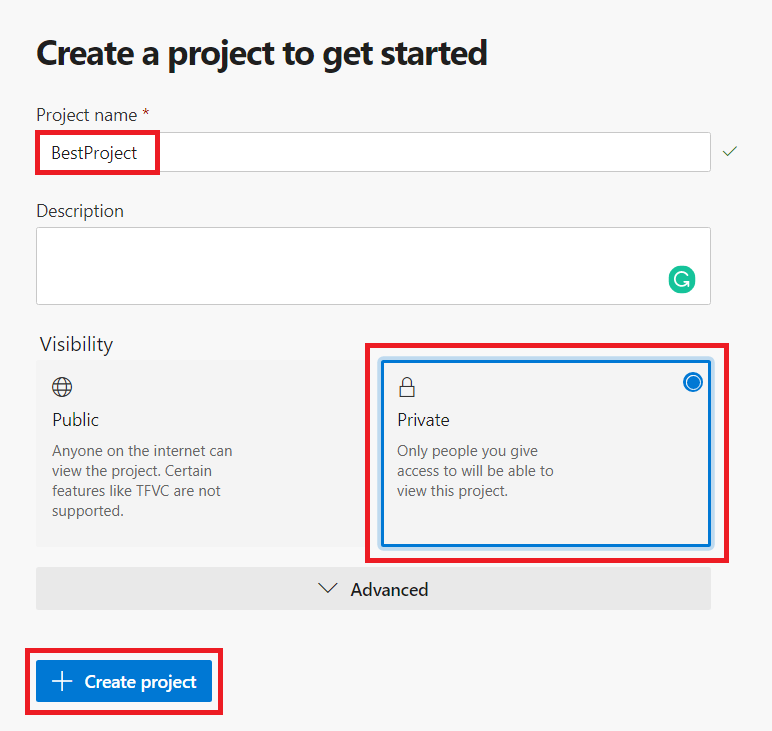 Create a project to get started
Project name *
BestProject
Description
Visibility
Public
Anyone on the internet can
view the project. Certain
features like TFVC are not
supported.
Private
Only people you give
access to will be able to
view this project.
Advanced
Create project